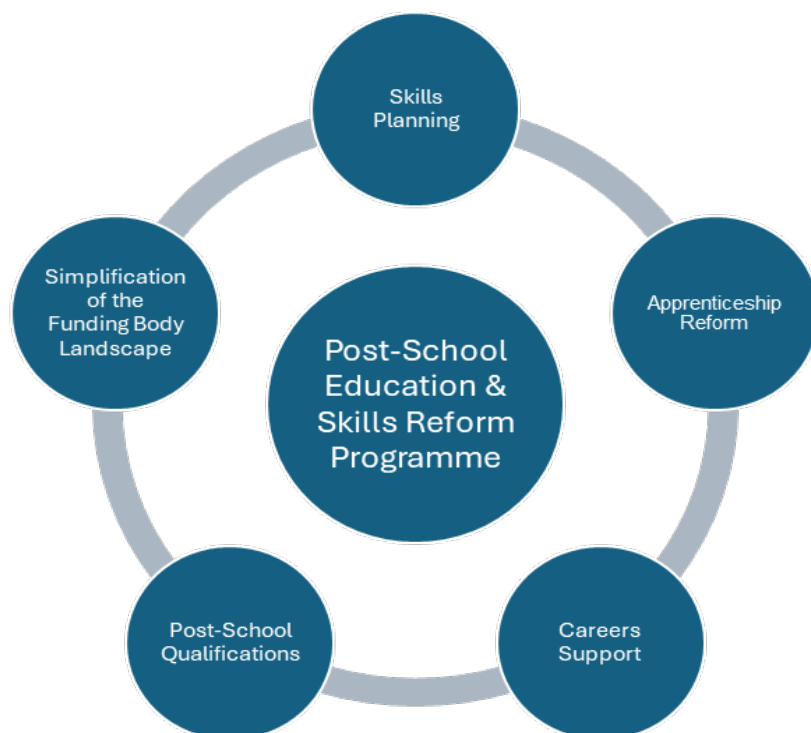 Skills
Planning
Simplification
of the
Funding Body
Landscape
Apprenticeship
Reform
Post-School
Education &
Skills Reform
Programme
Post-School
Qualifications
Careers
Support